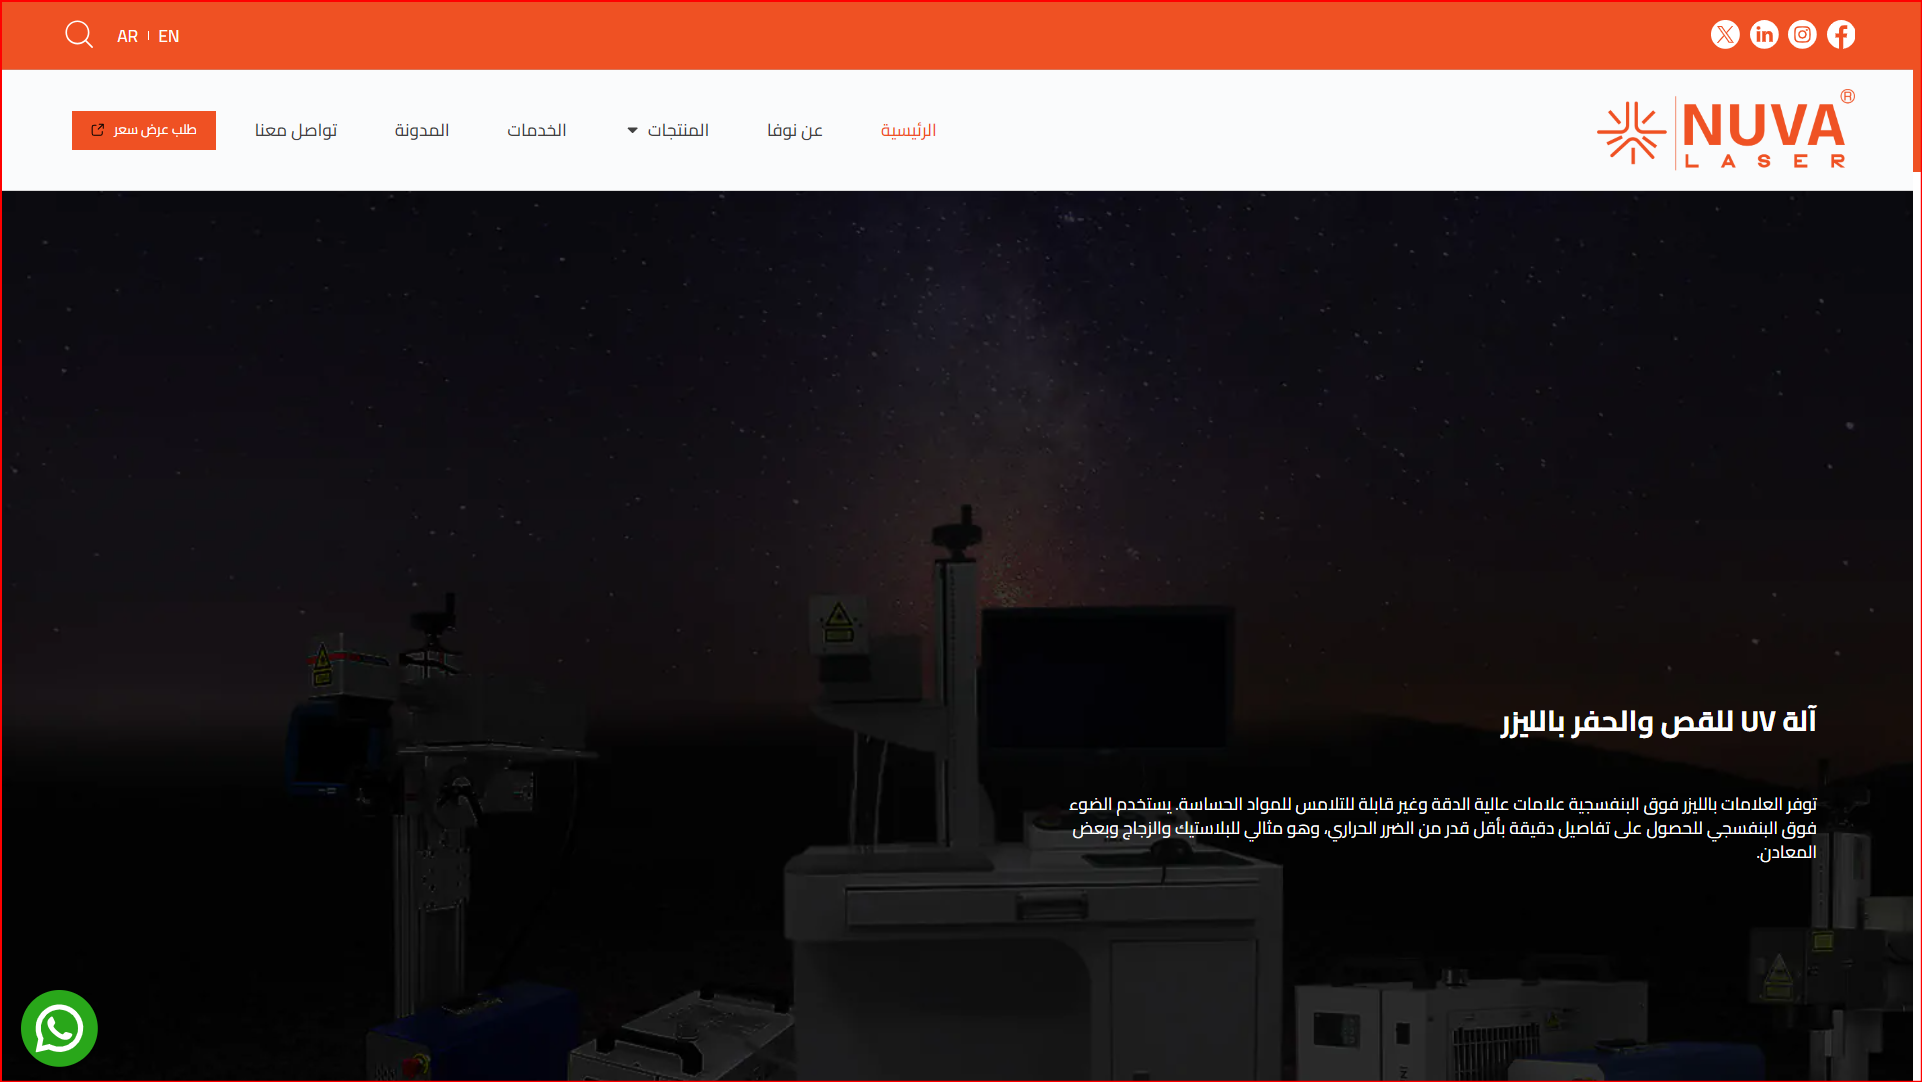 AR
EN
NUVA
LASER
®
الرئيسية
عن نوفا
المنتجات
الخدمات
المدونة
تواصل معنا
طلب عرض سعر
آلة UV للقص والحفر بالليزر
توفر العلامات بالليزر فوق البنفسجية علامات عالية الدقة وغير قابلة للتلامس للمواد الحساسة. يستخدم الضوء
فوق البنفسجي للحصول على تفاصيل دقيقة بأقل قدر من الضرر الحراري، وهو مثالي للبلاستيك والزجاج وبعض
المعادن.